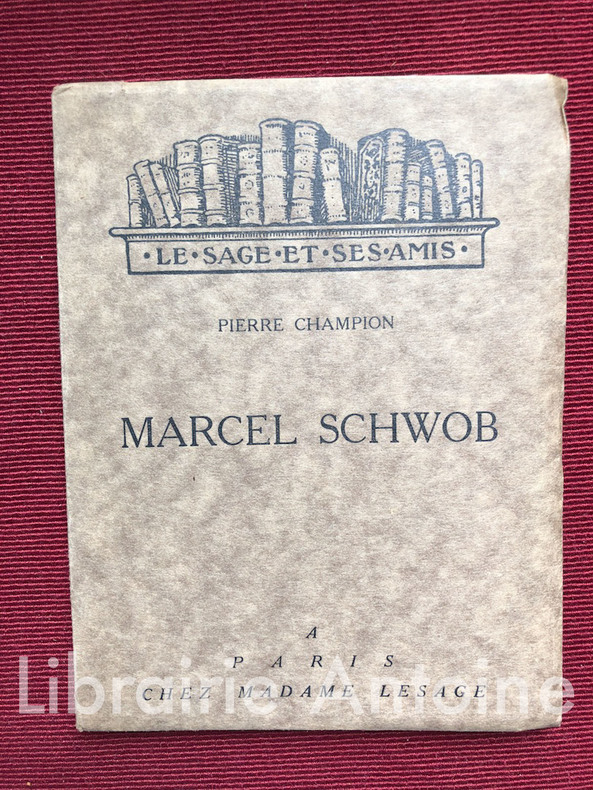 ·LE·SAGE·ET·SES·AMIS·
PIERRE CHAMPION
MARCEL SCHWOB
A
PARIS
CHEZ MADAME LESAGE
Librairie Antoine